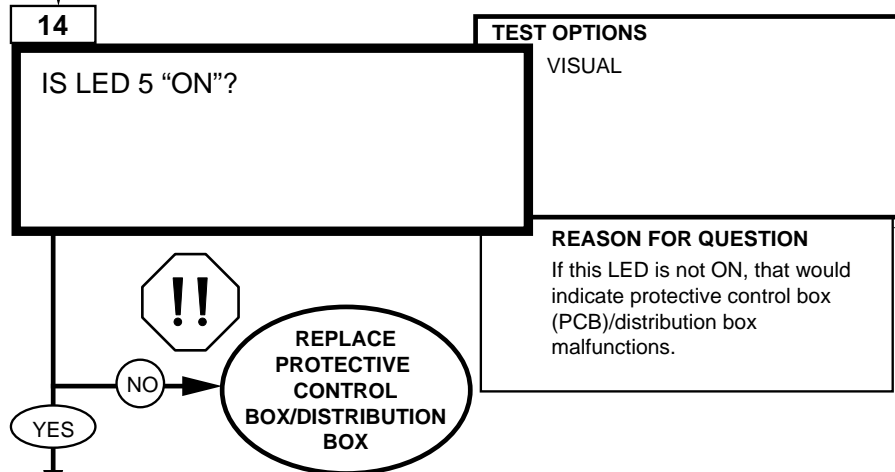 14
IS LED 5 “ON”?
TEST OPTIONS
VISUAL
REASON FOR QUESTION
If this LED is not ON, that would
indicate protective control box
(PCB)/distribution box
malfunctions.
!!
REPLACE
PROTECTIVE
CONTROL
BOX/DISTRIBUTION
BOX
NO
YES